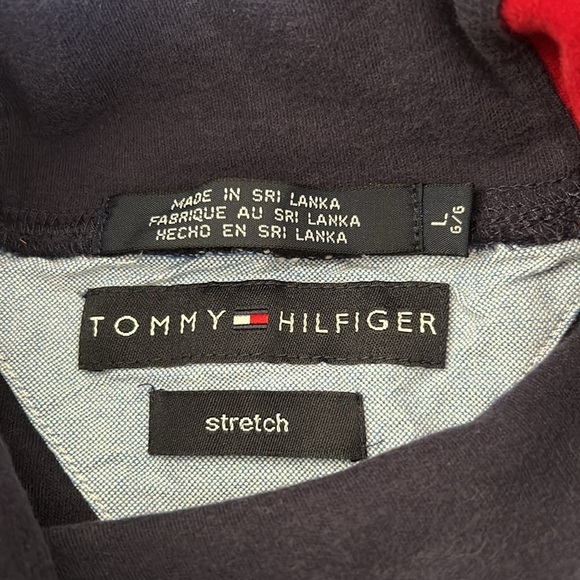 MADE IN SRI LANKA
FABRIQUE AU SRI LANKA
HECHO EN SRI LANKA
L
G/G
TOMMY HILFIGER
stretch